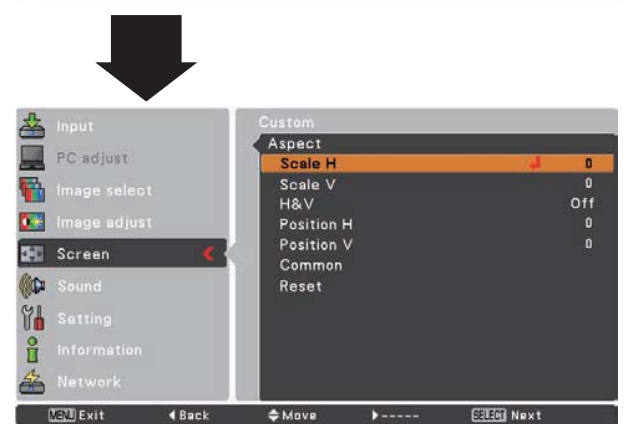 Input
PC adjust
Image select
Image adjust
Screen
Sound
Setting
Information
Network
Custom
Aspect
Scale H 0
Scale V 0
H&V Off
Position H 0
Position V 0
Common
Reset
MENU Exit Back Move ----- SELECT Next